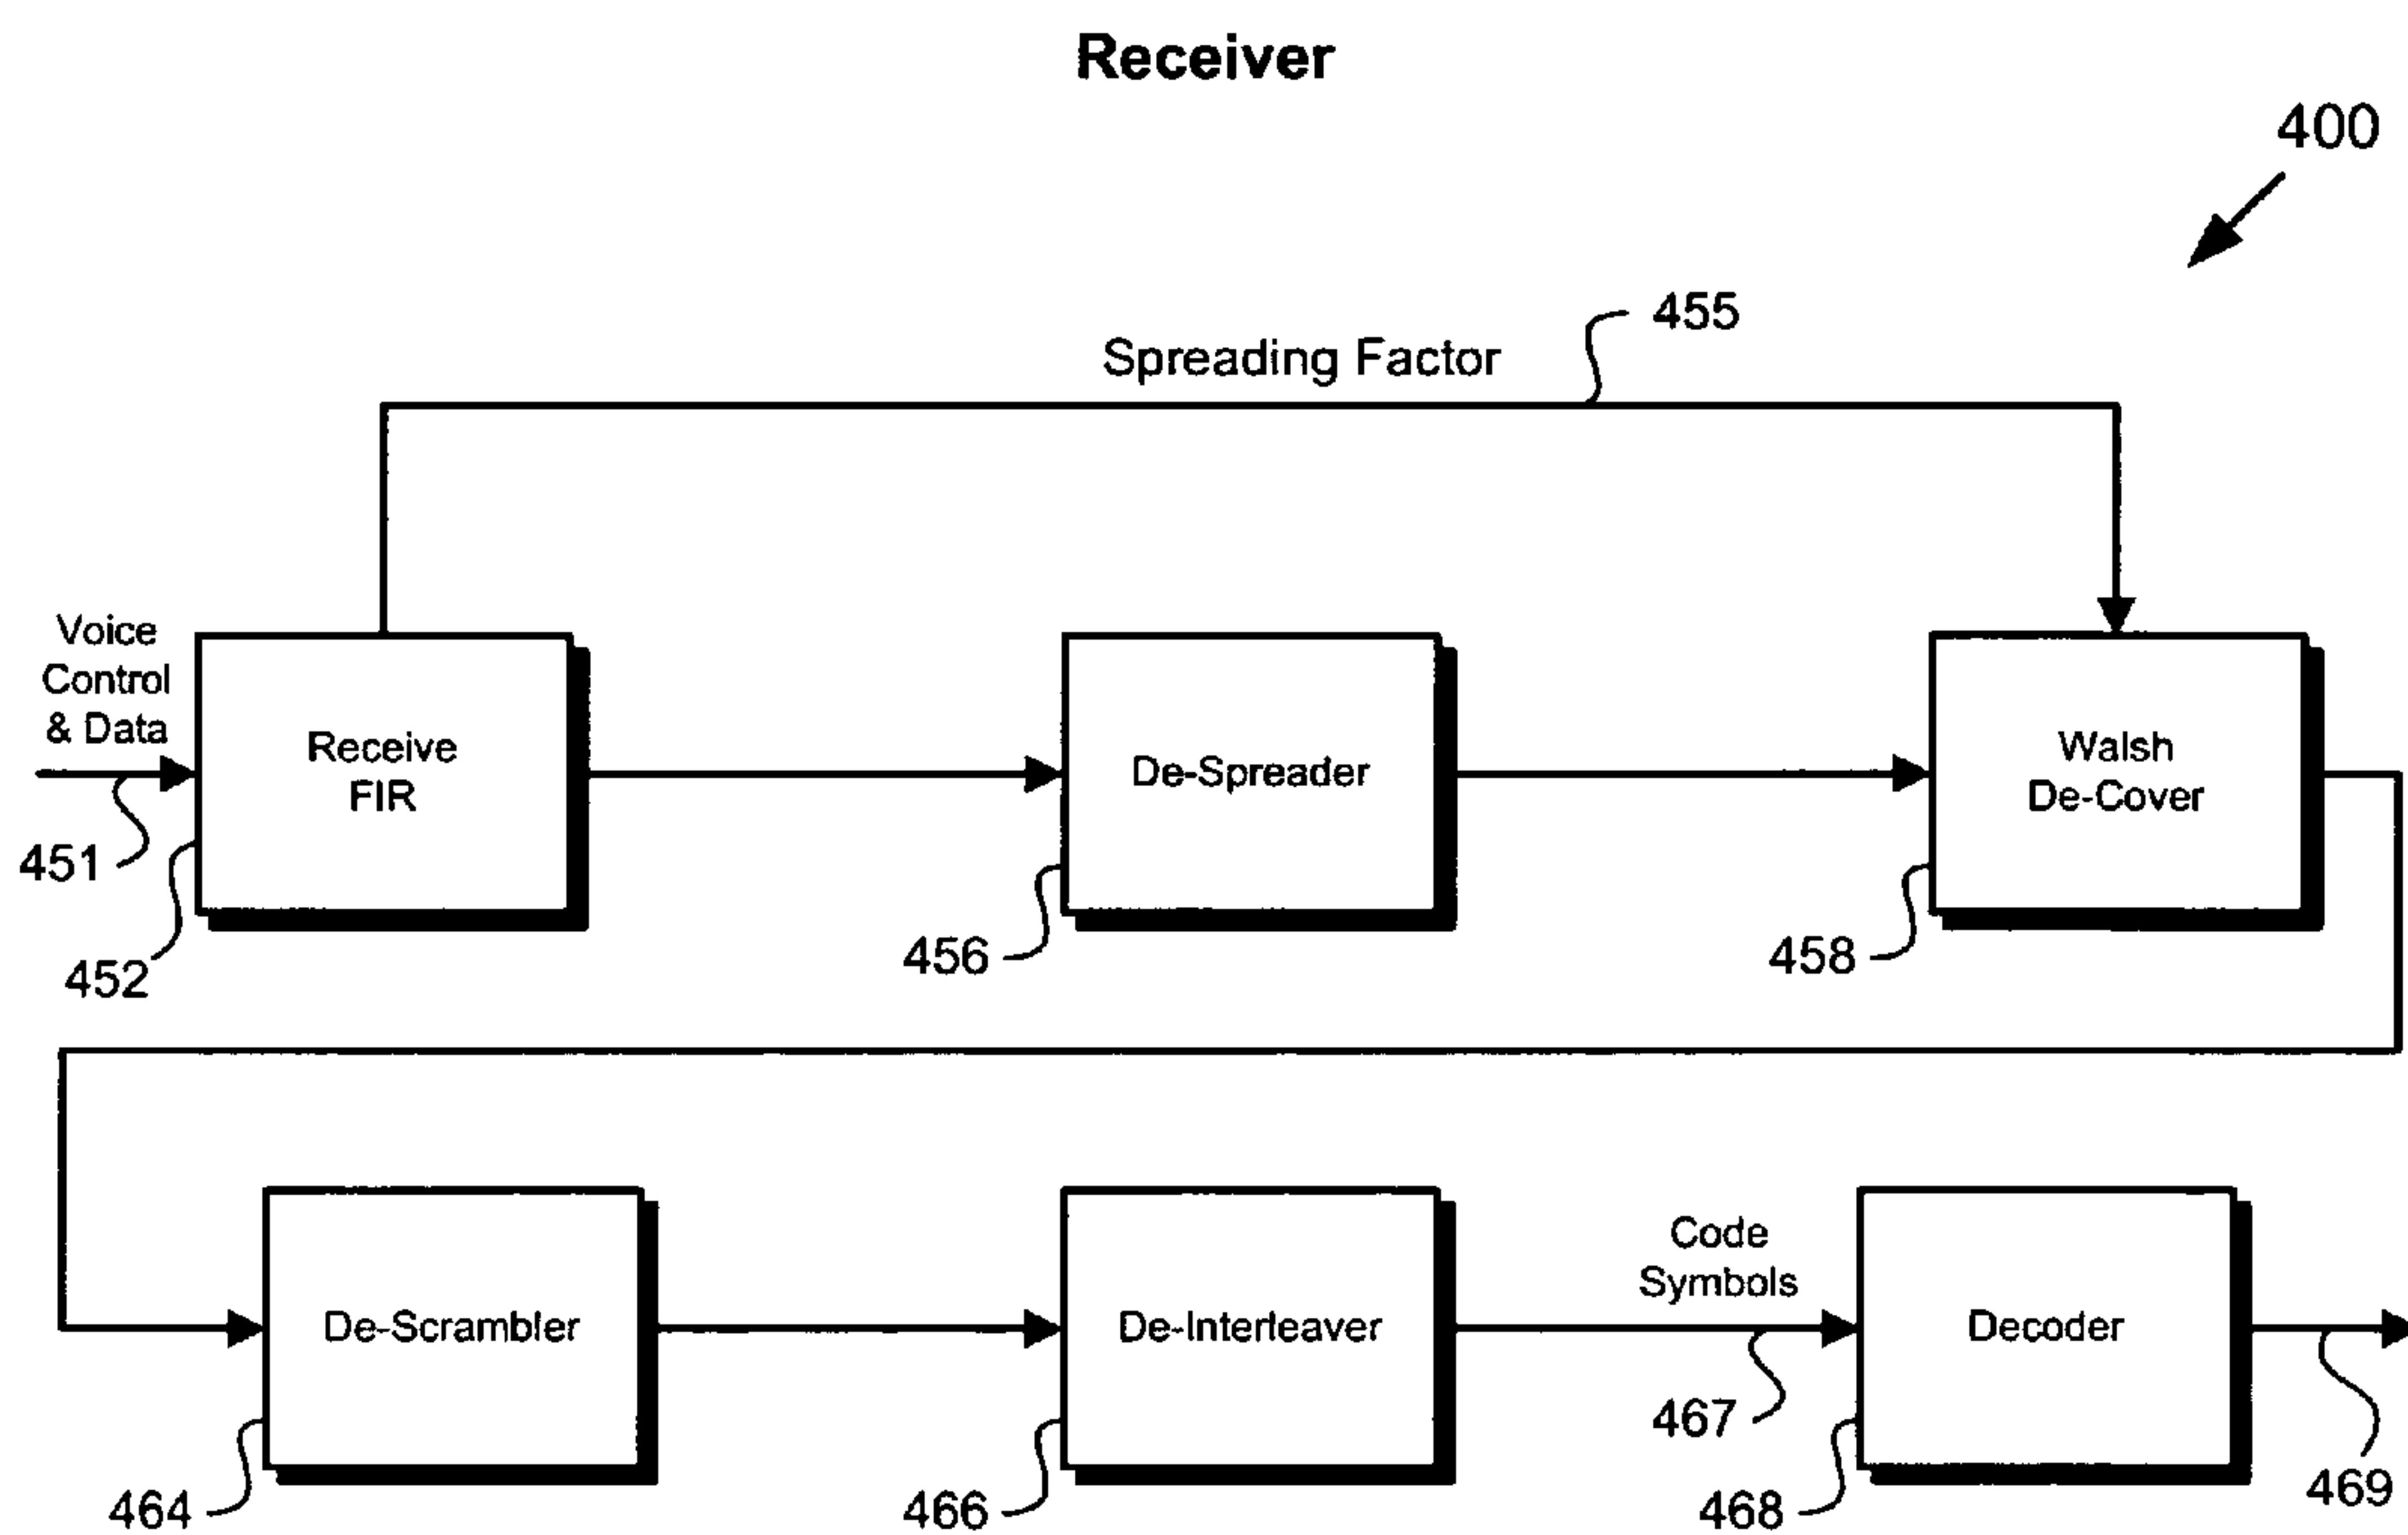 Receiver
400
455
Spreading Factor
Voice
Control
& Data
Receive
FIR
De-Spreader
Walsh
De-Cover
451
452
456
458
De-Scrambler
De-Interleaver
Code
Symbols
Decoder
467
464
466
468
469